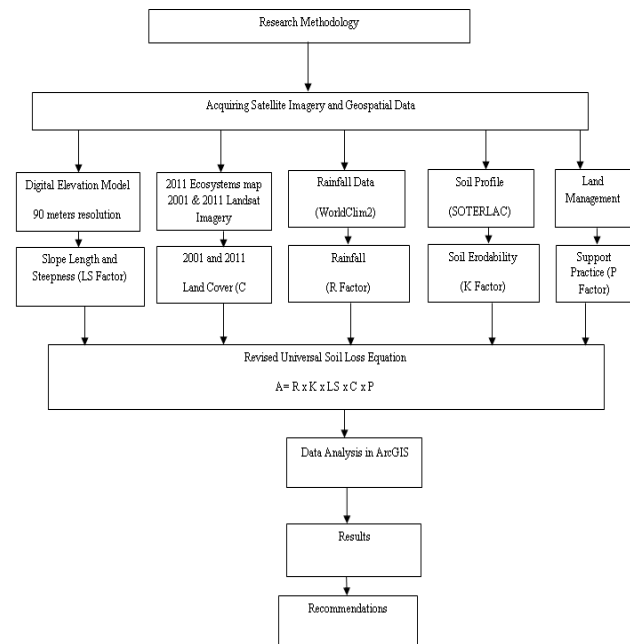 Research Methodology
Acquiring Satellite Imagery and Geospatial Data
Digital Elevation Model
90 meters resolution
2011 Ecosystems map
2001 & 2011 Landsat
Imagery
Rainfall Data
(WorldClim2)
Soil Profile
(SOTERLAC)
Land
Management
Slope Length and
Steepness (LS Factor)
2001 and 2011
Land Cover (C
Rainfall
(R Factor)
Soil Erodability
(K Factor)
Support
Practice (P
Factor)
Revised Universal Soil Loss Equation
A= R x K x LS x C x P
Data Analysis in ArcGIS
Results
Recommendations